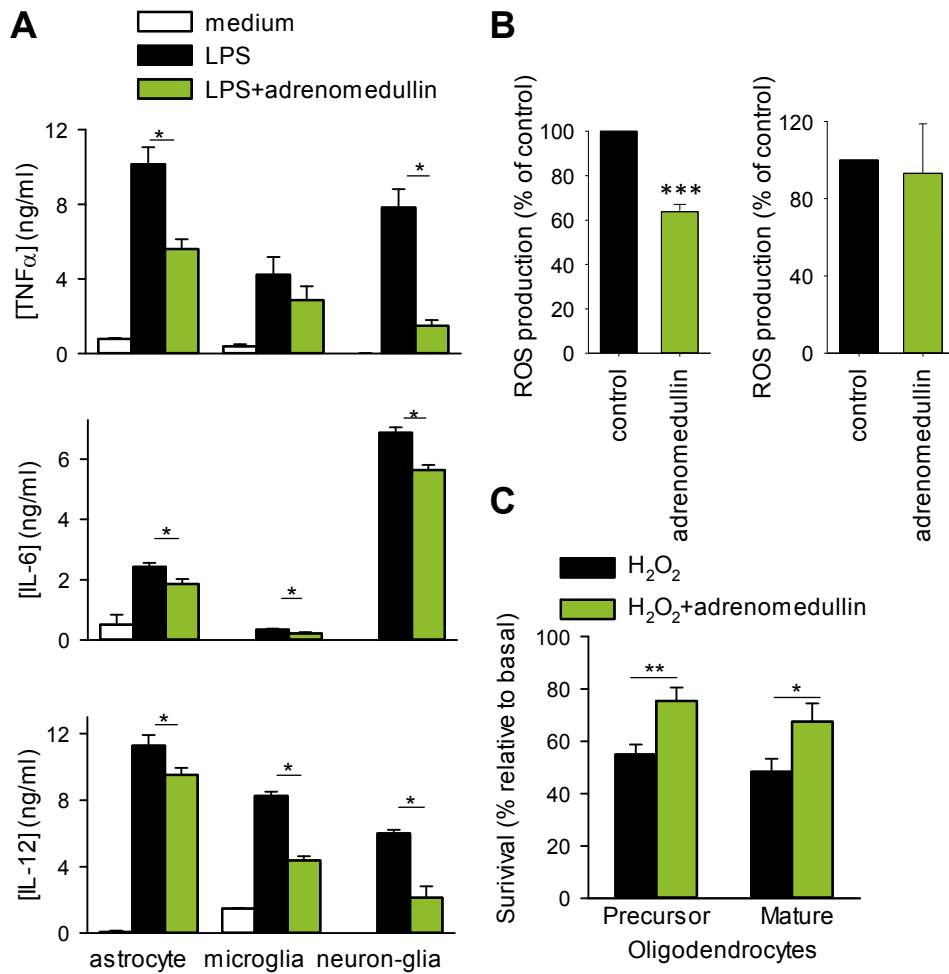 A
medium
LPS
LPS+adrenomedullin
[TNFα] (ng/ml)
12
8
4
0
*
*
[IL-6] (ng/ml)
6
4
2
0
*
*
*
[IL-12] (ng/ml)
12
8
4
0
*
*
*
astrocyte microglia neuron-glia
B
ROS production (% of control)
100
80
60
40
20
0
***
control
adrenomedullin
ROS production (% of control)
120
80
40
0
control
adrenomedullin
C
H₂O₂
H₂O₂+adrenomedullin
Surivival (% relative to basal)
100
80
60
40
20
0
**
*
Precursor Mature
Oligodendrocytes